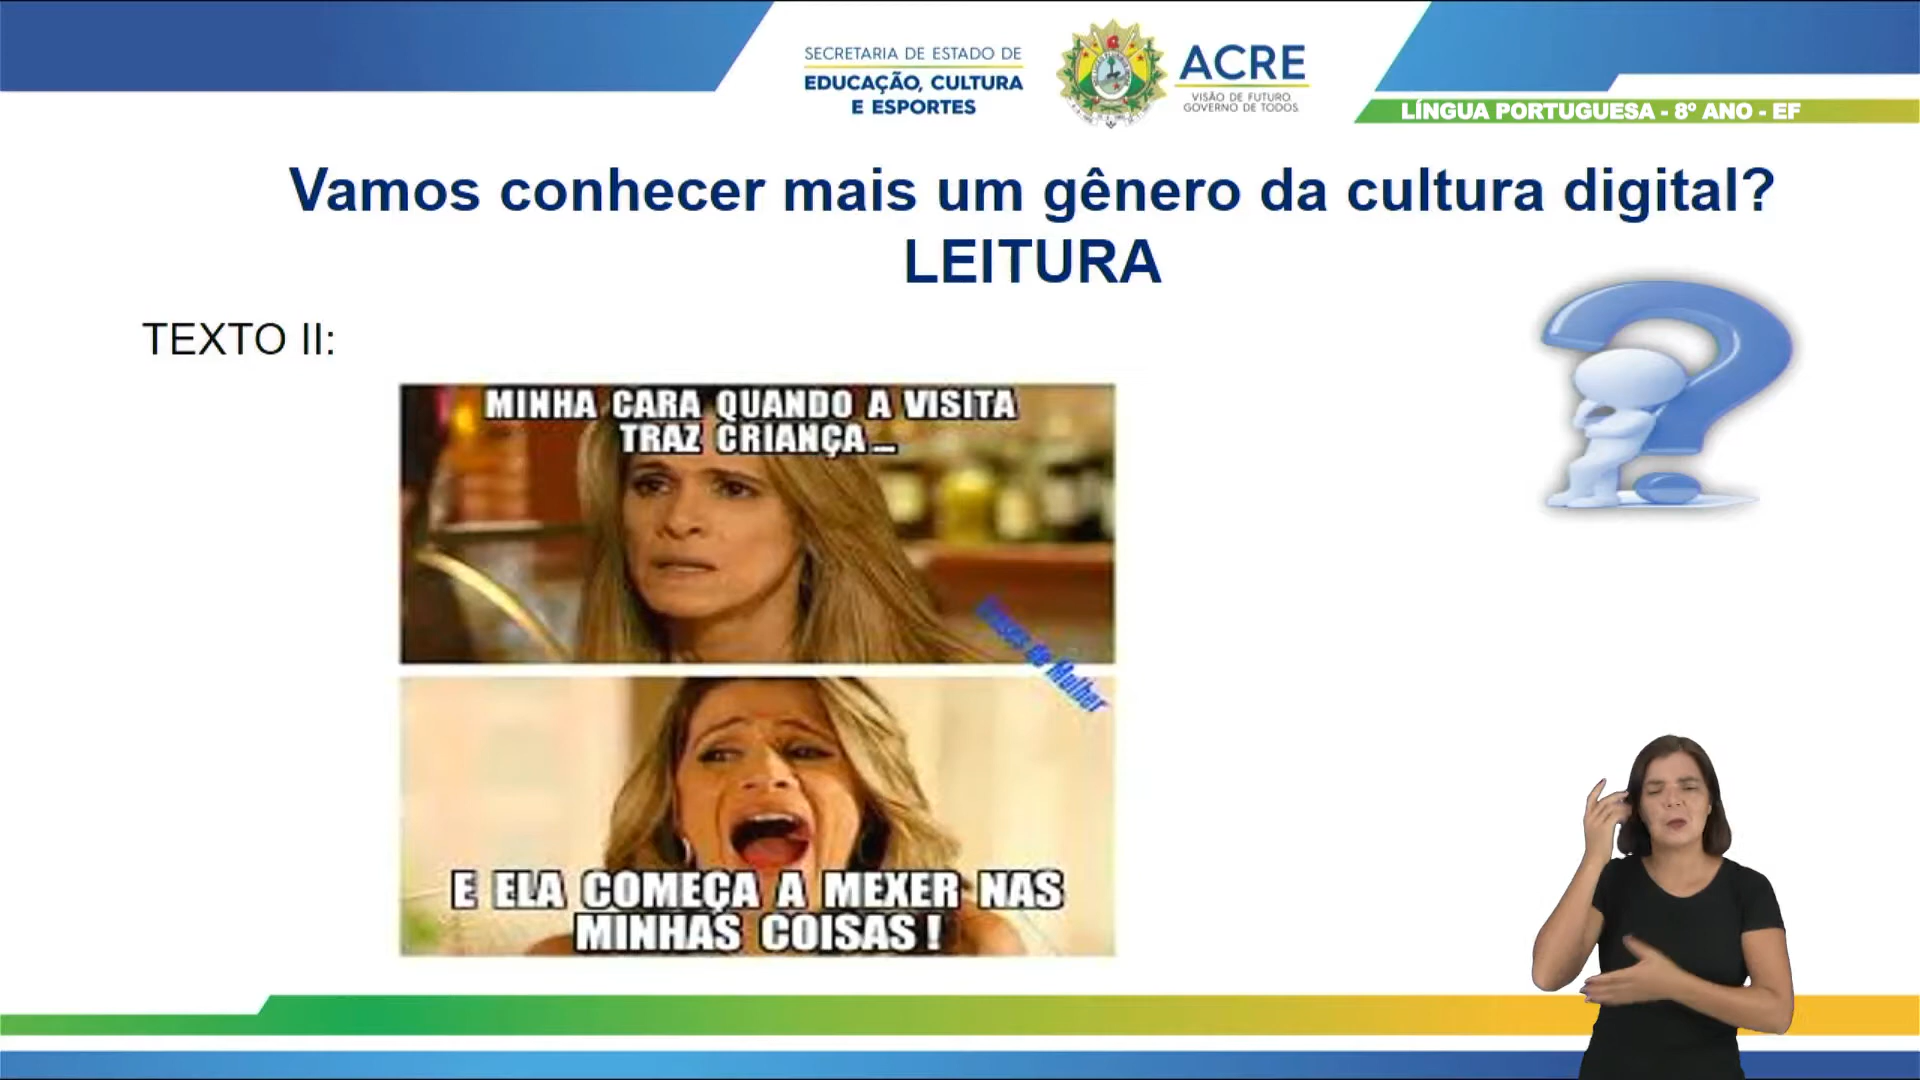 SECRETARIA DE ESTADO DE
EDUCAÇÃO, CULTURA
E ESPORTES
ACRE
VISÃO DE FUTURO.
GOVERNO DE TODOS.
LÍNGUA PORTUGUESA - 8º ANO - EF
Vamos conhecer mais um gênero da cultura digital?
LEITURA
TEXTO II:
MINHA CARA QUANDO A VISITA
TRAZ CRIANÇA...
de Mulher
E ELA COMEÇA A MEXER NAS
MINHAS COISAS!